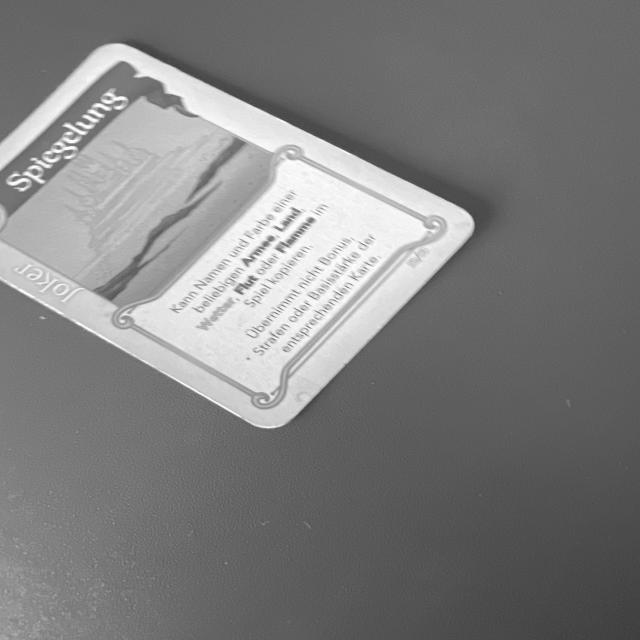 Spiegelung
Joker
Kann Namen und Farbe einer
beliebigen Armee, Land,
Wetter, Flut oder Flamme in
Spiel kopieren.
Übernimmt nicht Bonus,
Strafen oder Basisstärke der
entsprechenden Karte.